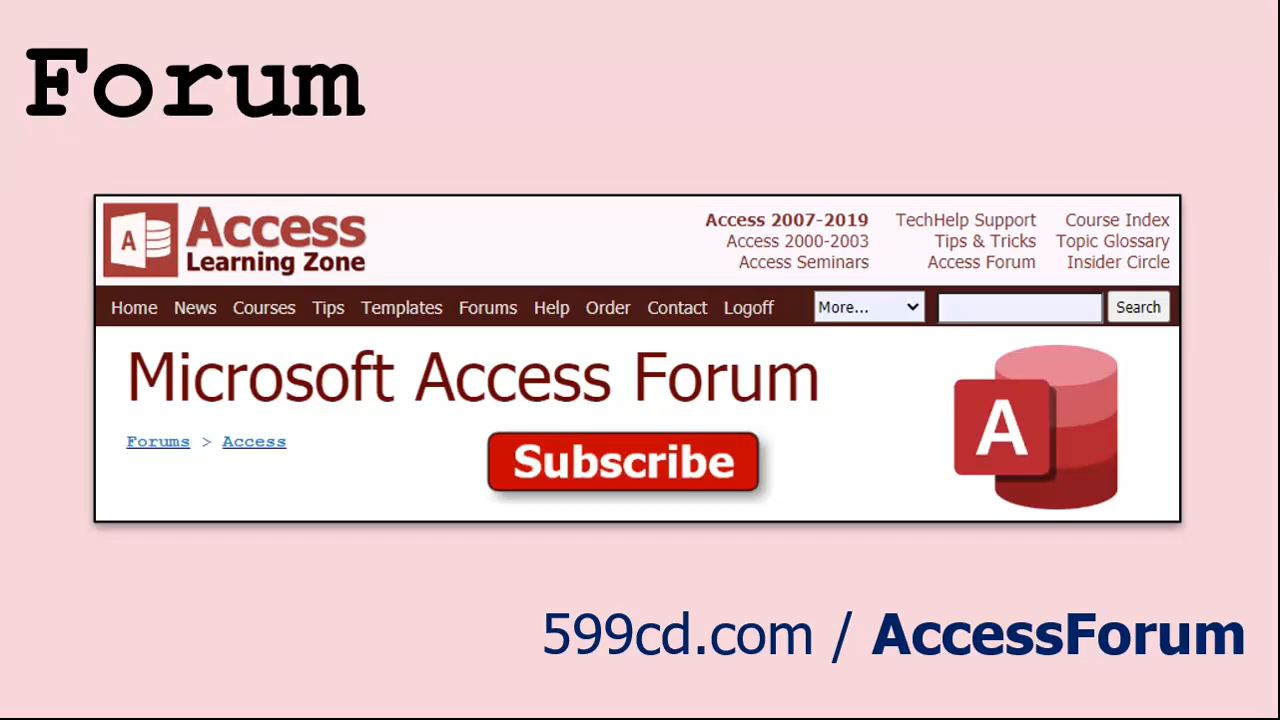 Forum
A
Access
Learning Zone
Access 2007-2019 TechHelp Support Course Index
Access 2000-2003 Tips & Tricks Topic Glossary
Access Seminars Access Forum Insider Circle
Home News Courses Tips Templates Forums Help Order Contact Logoff More... Search
Microsoft Access Forum
Forums > Access
Subscribe
A
599cd.com / AccessForum